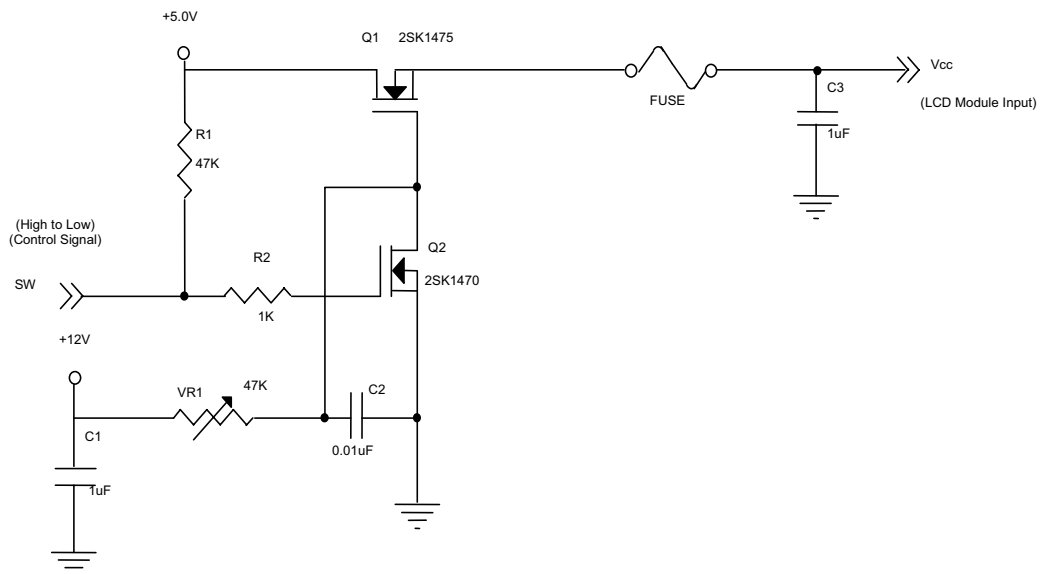 +5.0V
Q1 2SK1475
Vcc
FUSE
C3
(LCD Module Input)
R1
1uF
47K
(High to Low)
(Control Signal)
R2
Q2
SW
2SK1470
1K
+12V
VR1
47K
C2
C1
0.01uF
1uF